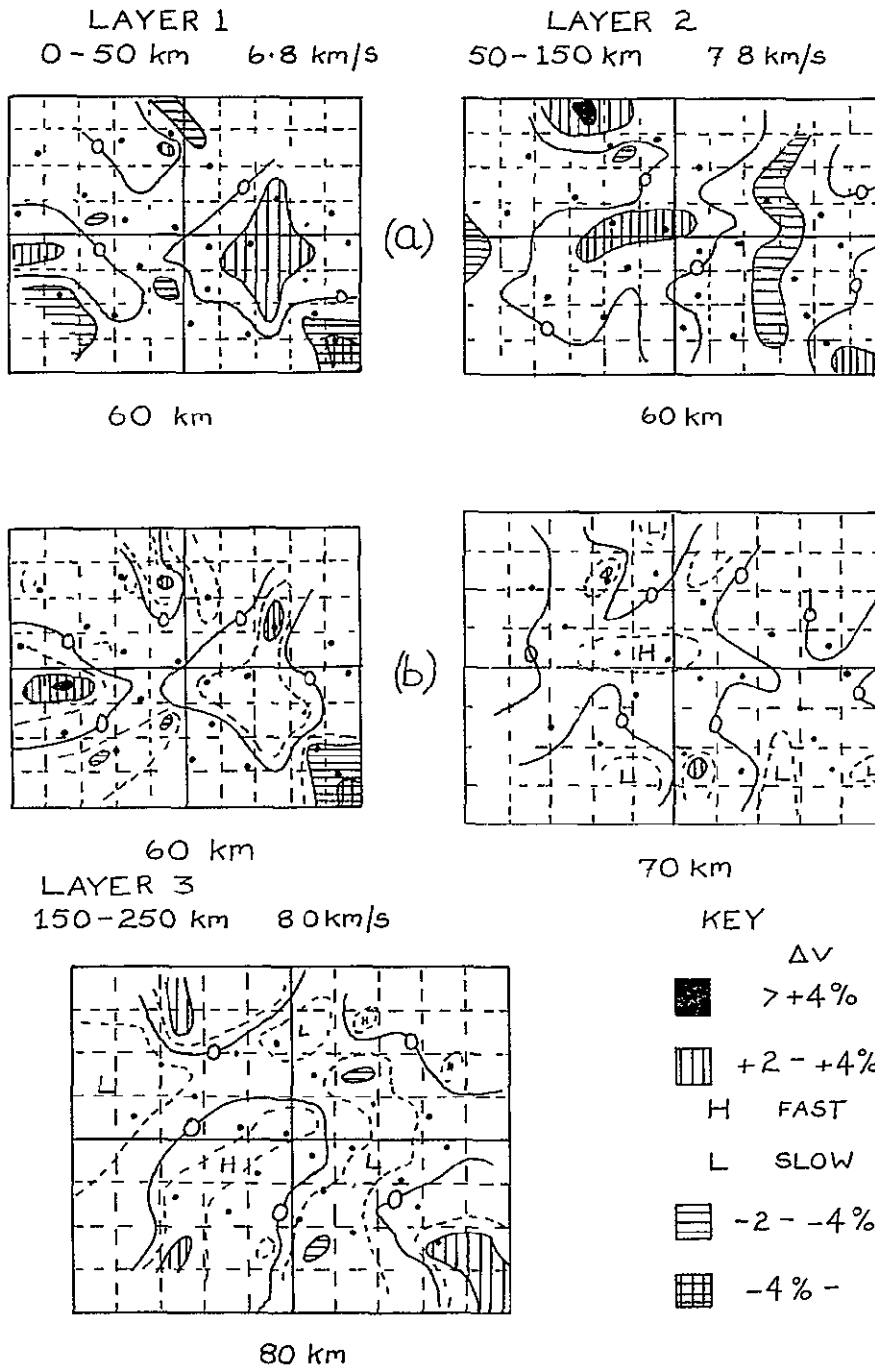 LAYER 1
0-50 km 6.8 km/s
LAYER 2
50-150 km 7 8 km/s
(a)
60 km
60 km
L
H
L
L
L
(b)
60 km
70 km
LAYER 3
150-250 km 8 0 km/s
L
H
L
H
L
80 km
KEY
ΔV
> +4%
+2 - +4%
H FAST
L SLOW
-2 - -4%
-4% -